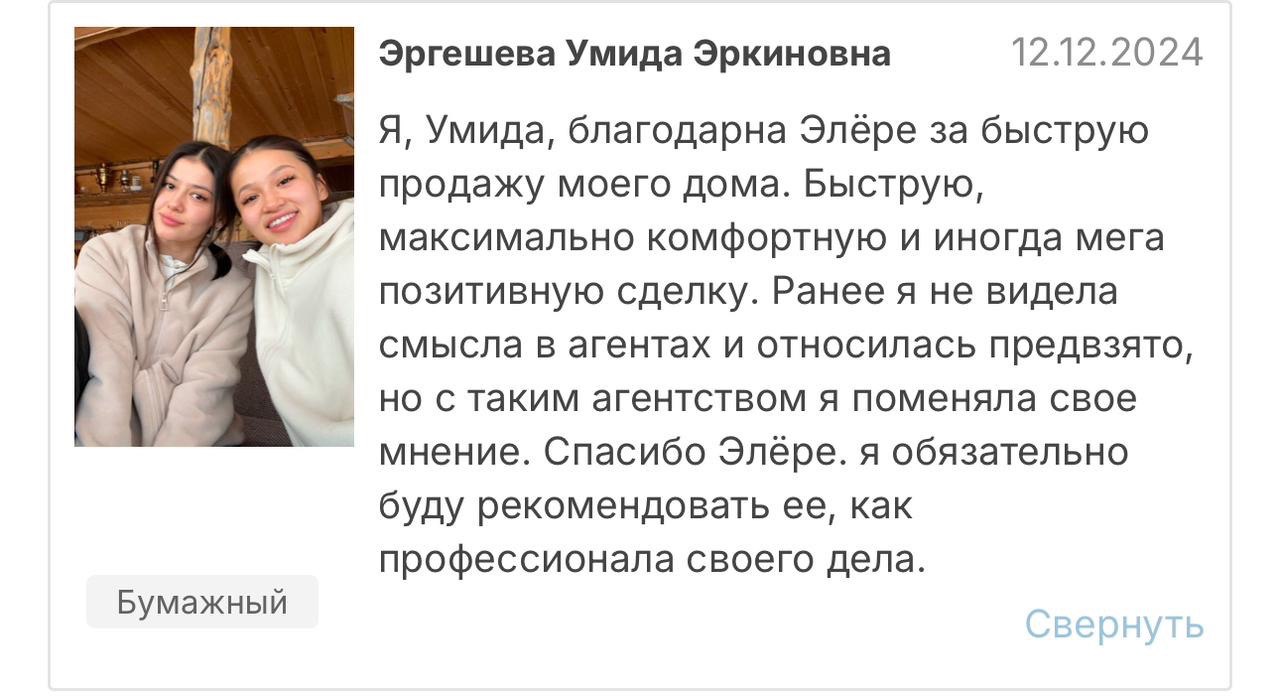 Эргешева Умида Эркиновна
12.12.2024
Я, Умида, благодарна Элёре за быструю
продажу моего дома. Быструю,
максимально комфортную и иногда мега
позитивную сделку. Ранее я не видела
смысла в агентах и относилась предвзято,
но с таким агентством я поменяла свое
мнение. Спасибо Элёре. я обязательно
буду рекомендовать ее, как
профессионала своего дела.
Бумажный
Свернуть